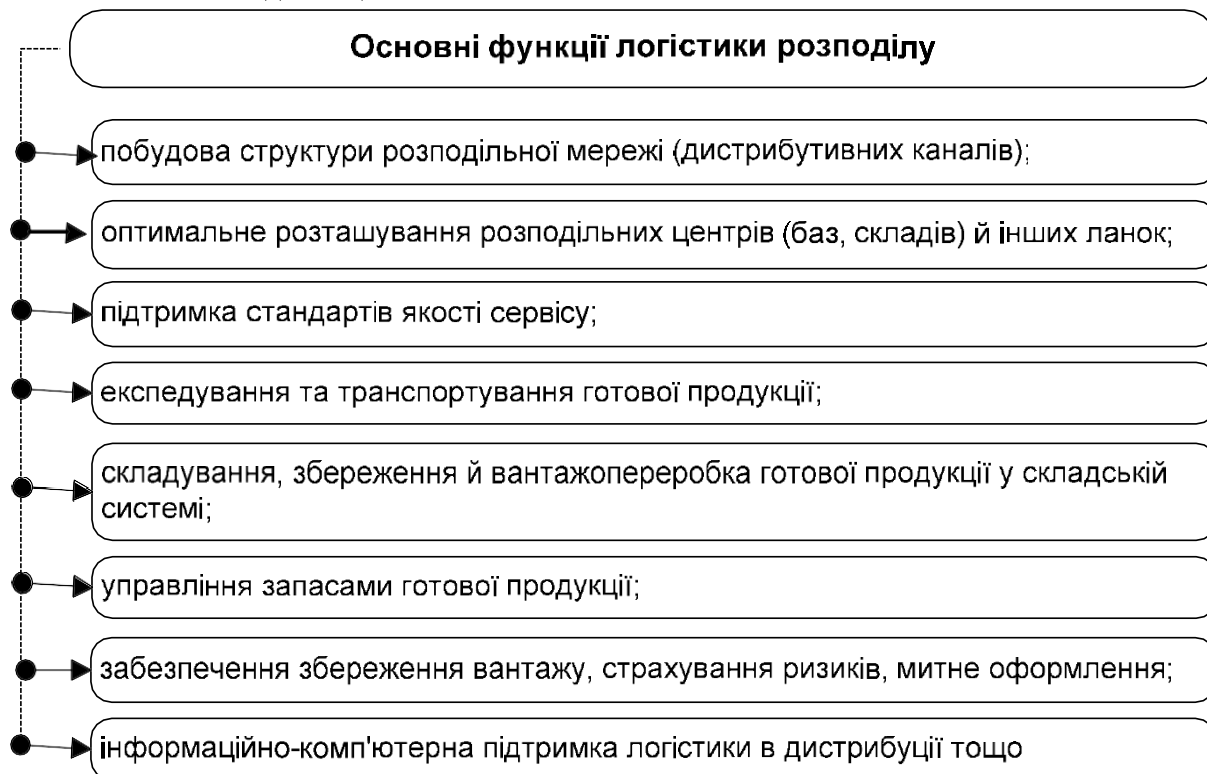 Основні функції логістики розподілу
побудова структури розподільної мережі (дистрибутивних каналів);
оптимальне розташування розподільних центрів (баз, складів) й інших ланок;
підтримка стандартів якості сервісу;
експедування та транспортування готової продукції;
складування, збереження й вантажопереробка готової продукції у складській
системі;
управління запасами готової продукції;
забезпечення збереження вантажу, страхування ризиків, митне оформлення;
інформаційно-комп'ютерна підтримка логістики в дистрибуції тощо